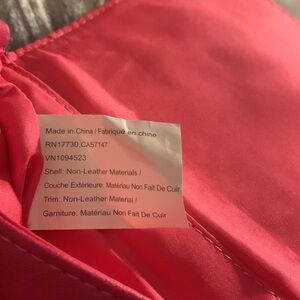 Made in China / Fabriqué en chine
RN17730,CA57147
VN1094523
Shell: Non-Leather Materials /
Couche Extérieure: Matériau Non Fait De Cuir
Trim: Non-Leather Material /
Garniture: Matériau Non Fait De Cuir